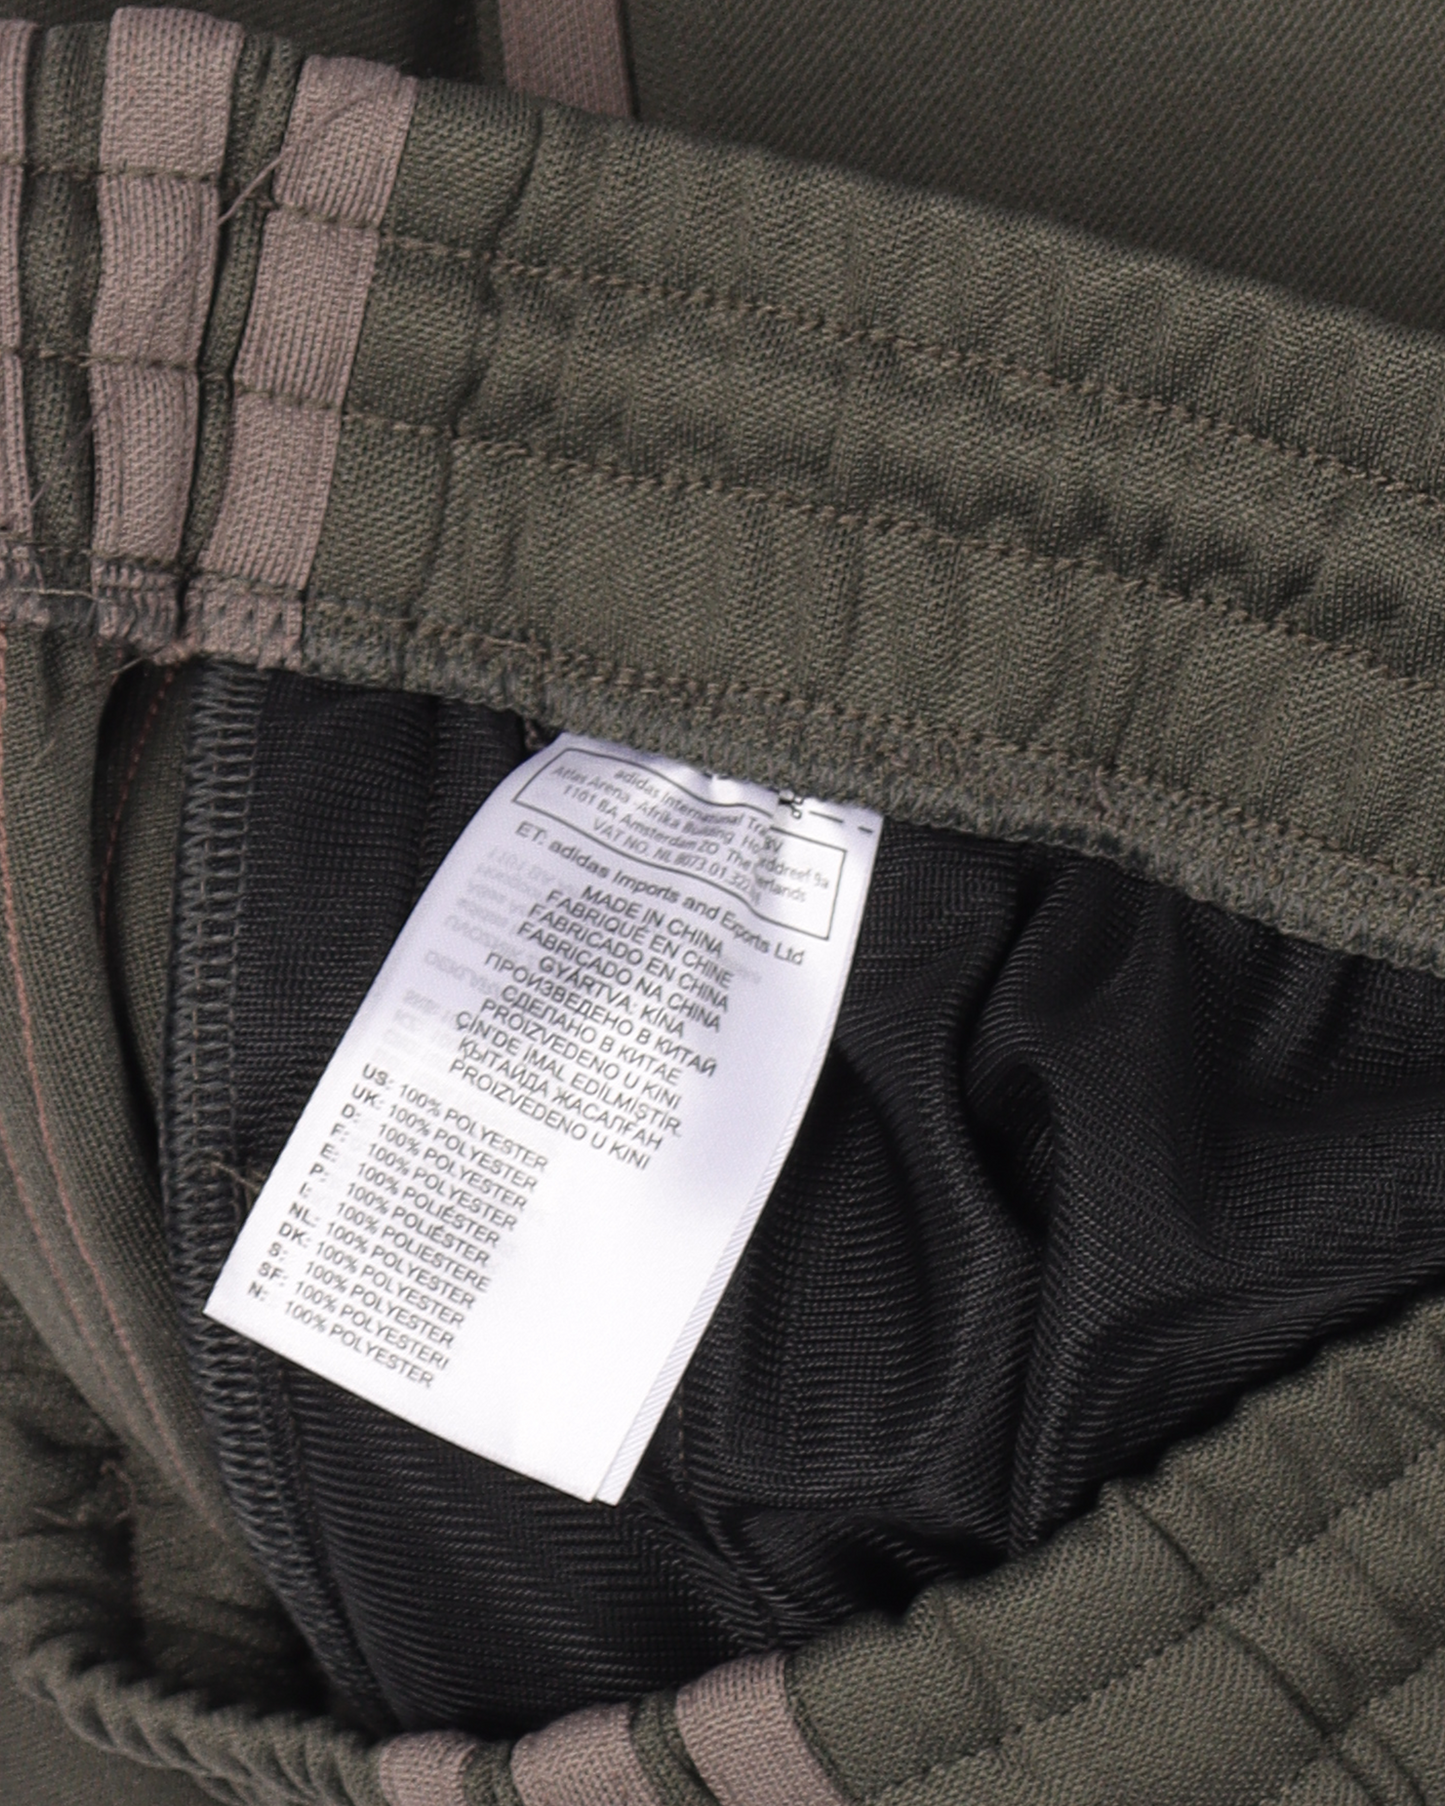 adidas International Trading B.V.
Atlas Arena -Afrika Building, Hoogoorddreef 9a
1101 BA Amsterdam ZO, The Netherlands
VAT NO. NL 8073.01.327
ET: adidas Imports and Exports Ltd
MADE IN CHINA
FABRIQUÉ EN CHINE
FABRICADO EN CHINA
FABRICADO NA CHINA
GYÁRTVA: KÍNA
ПРОИЗВЕДЕНО В КИТАЙ
СДЕЛАНО В КИТАЕ
PROIZVEDENO U KINI
ÇİN'DE İMAL EDİLMİŞTİR.
ҚЫТАЙДА ЖАСАЛҒАН
PROIZVEDENO U KINI
US: 100% POLYESTER
UK: 100% POLYESTER
D: 100% POLYESTER
F: 100% POLYESTER
E: 100% POLIÉSTER
P: 100% POLIÉSTER
I: 100% POLIESTERE
NL: 100% POLYESTER
DK: 100% POLYESTER
S: 100% POLYESTER
SF: 100% POLYESTERI
N: 100% POLYESTER